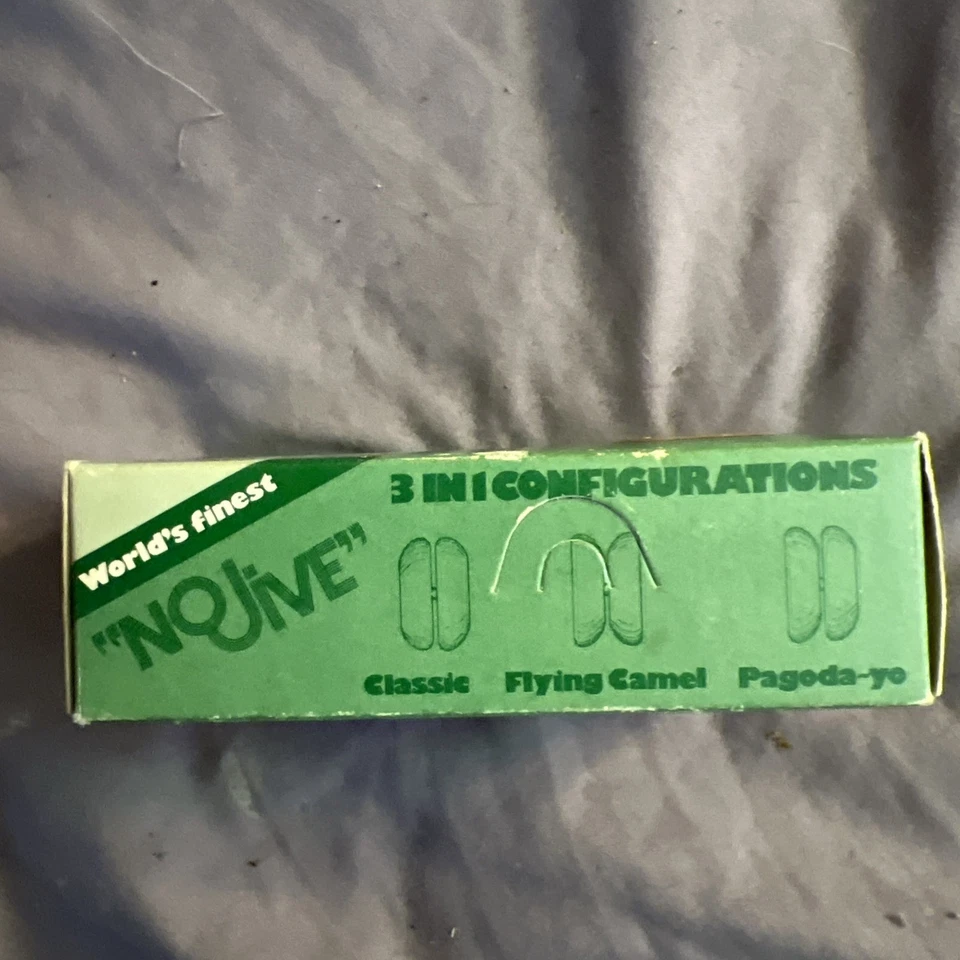 World's finest
"NO JIVE"
3 IN 1 CONFIGURATIONS
Classic Flying Camel Pagoda-yo